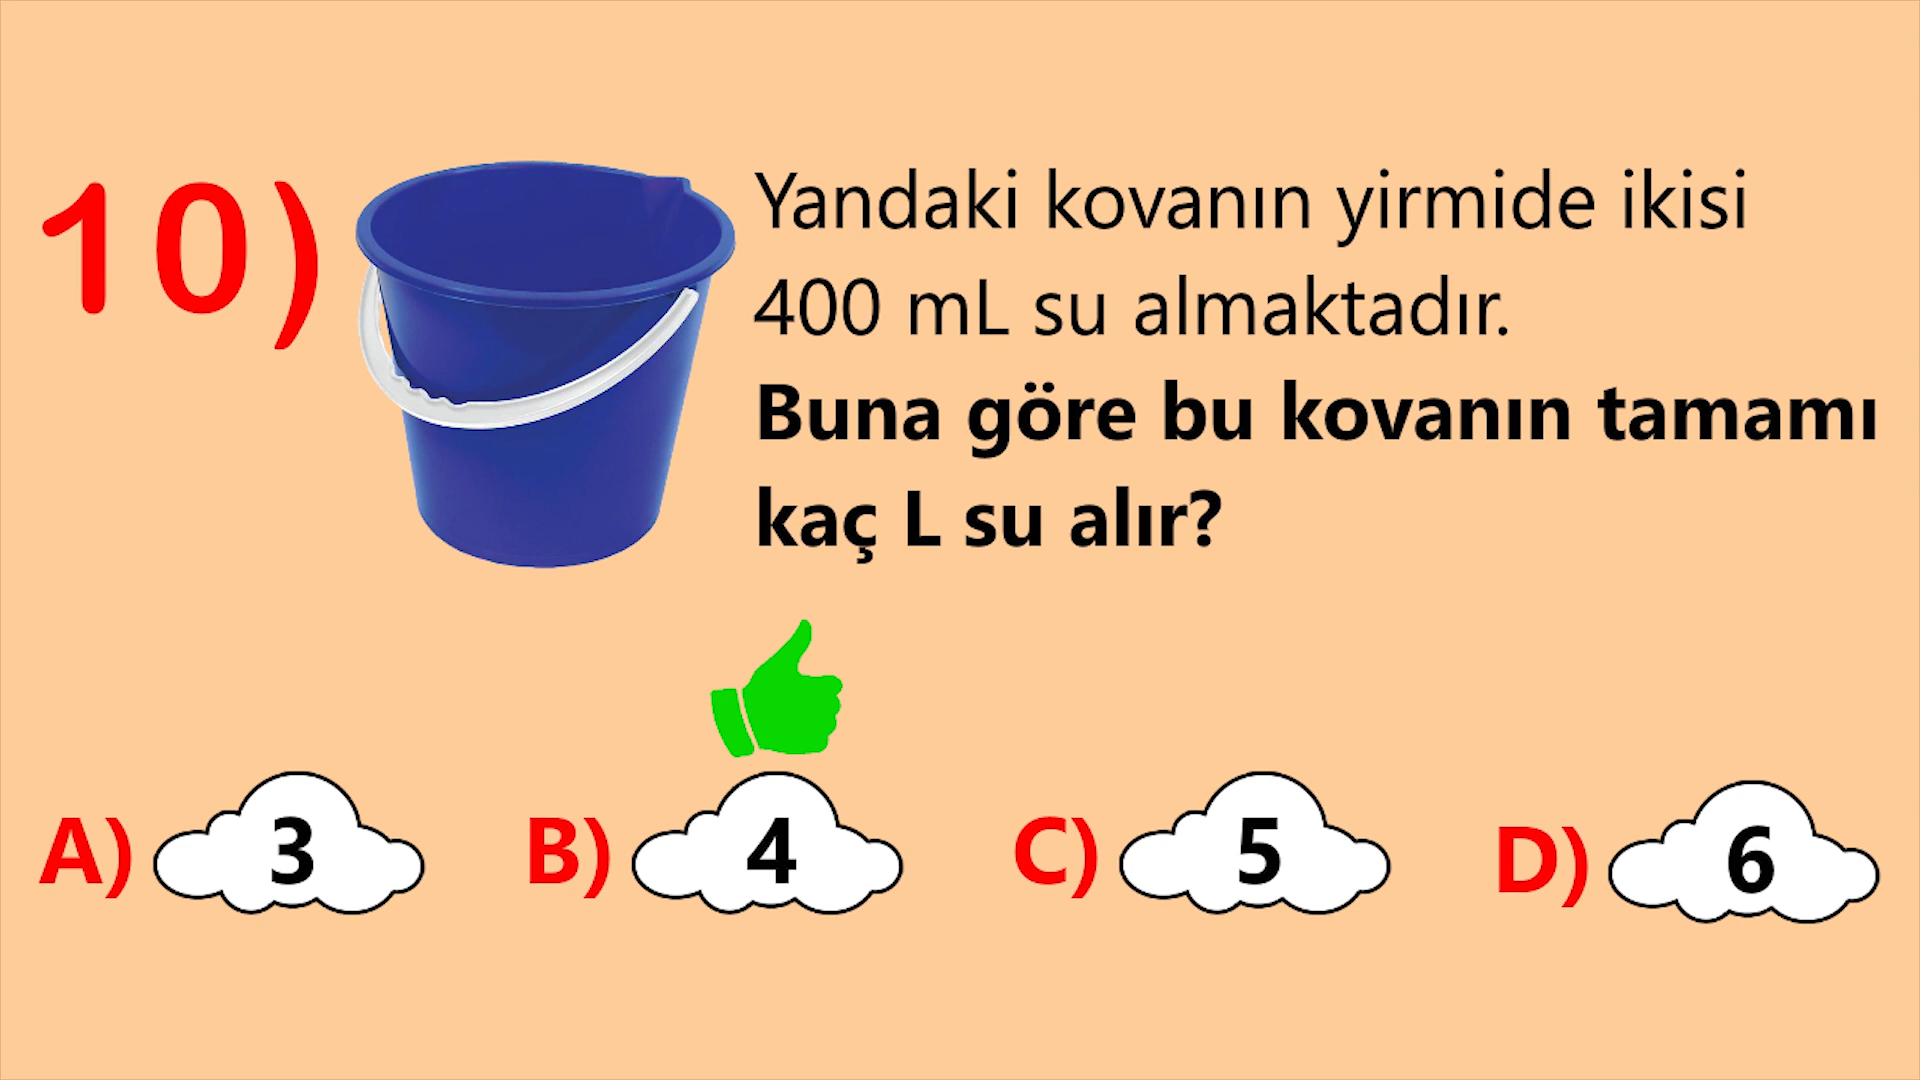 10)
Yandaki kovanın yirmide ikisi
400 mL su almaktadır.
Buna göre bu kovanın tamamı
kaç L su alır?
A) 3 B) 4 C) 5 D) 6